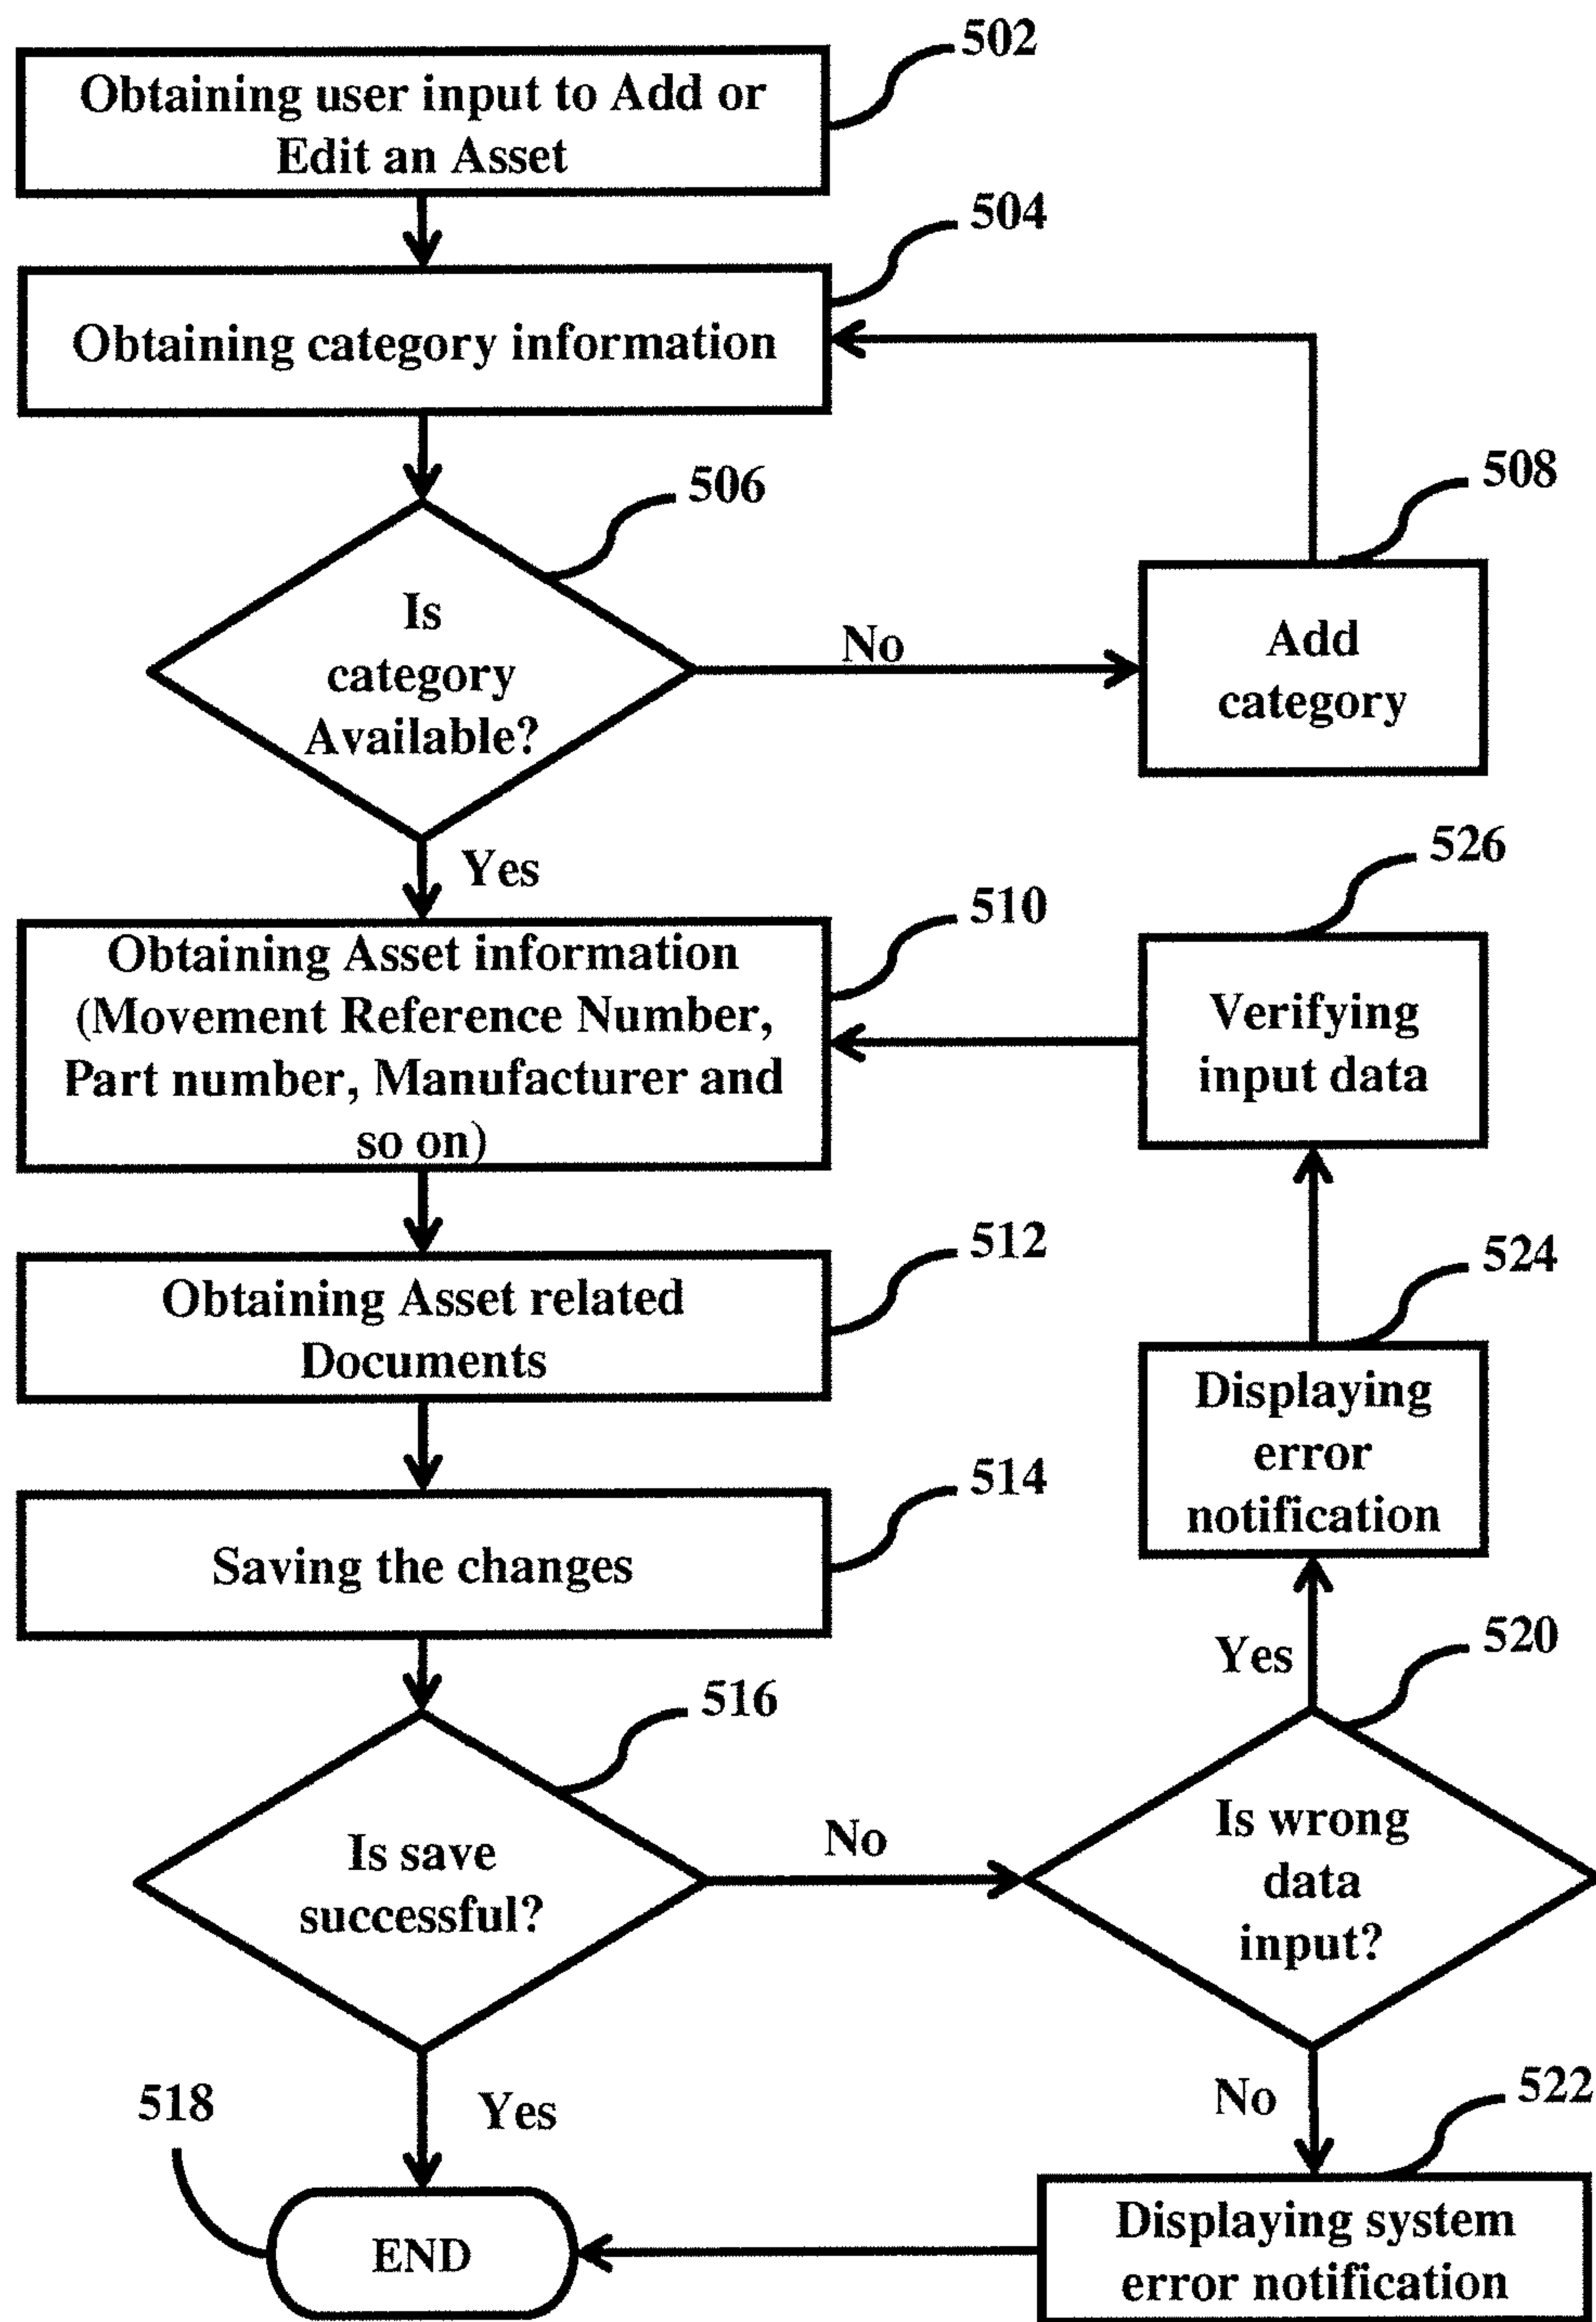 502
Obtaining user input to Add or
Edit an Asset
504
Obtaining category information
506
508
Is
category
Available?
No
Add
category
Yes
526
510
Obtaining Asset information
(Movement Reference Number,
Part number, Manufacturer and
so on)
Verifying
input data
512
Obtaining Asset related
Documents
524
Displaying
error
notification
514
Saving the changes
516
Yes
520
Is save
successful?
No
Is wrong
data
input?
518
Yes
No
522
END
Displaying system
error notification